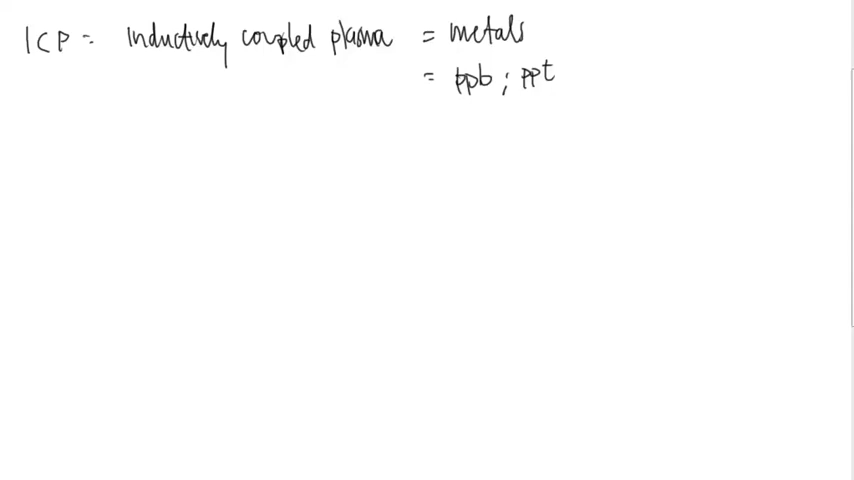 ICP = inductively coupled plasma = metals
= ppb ; ppt